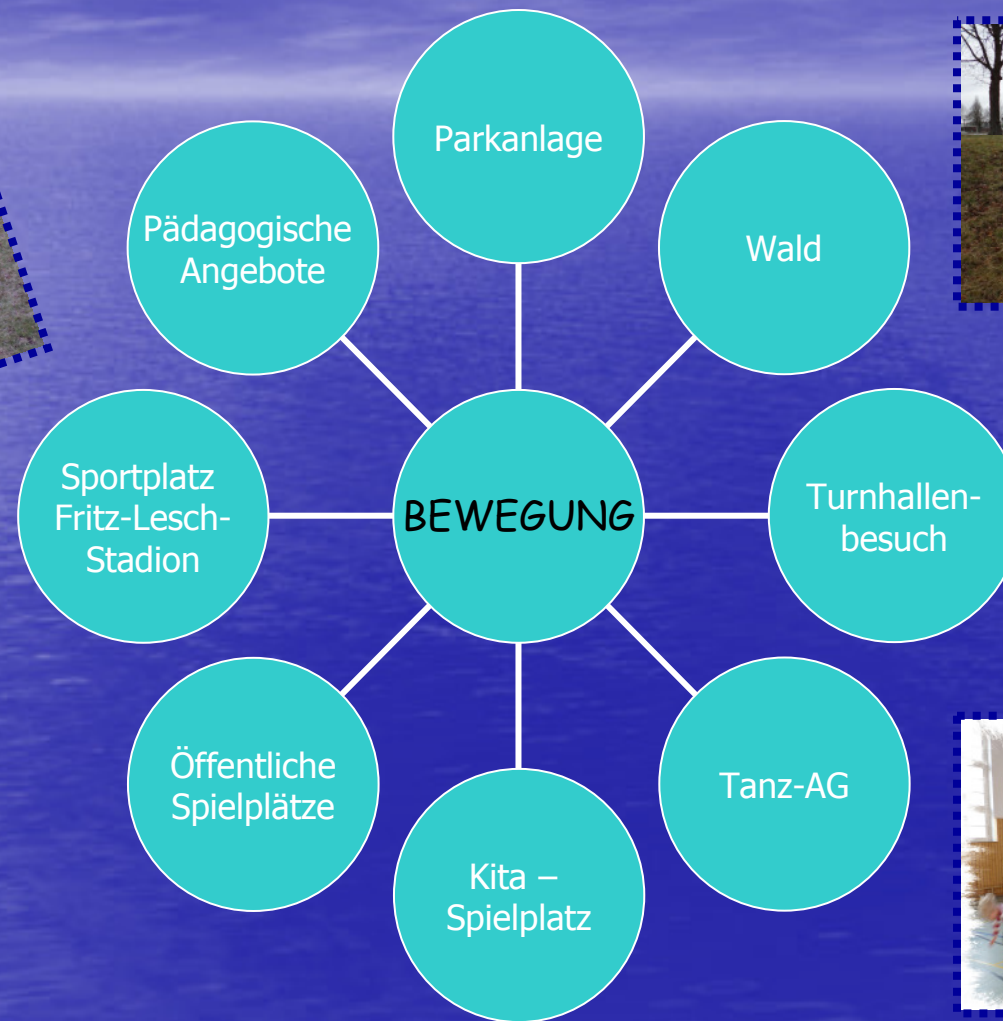 Parkanlage
Pädagogische
Angebote
Wald
Sportplatz
Fritz-Lesch-
Stadion
BEWEGUNG
Turnhallen-
besuch
Öffentliche
Spielplätze
Tanz-AG
Kita –
Spielplatz